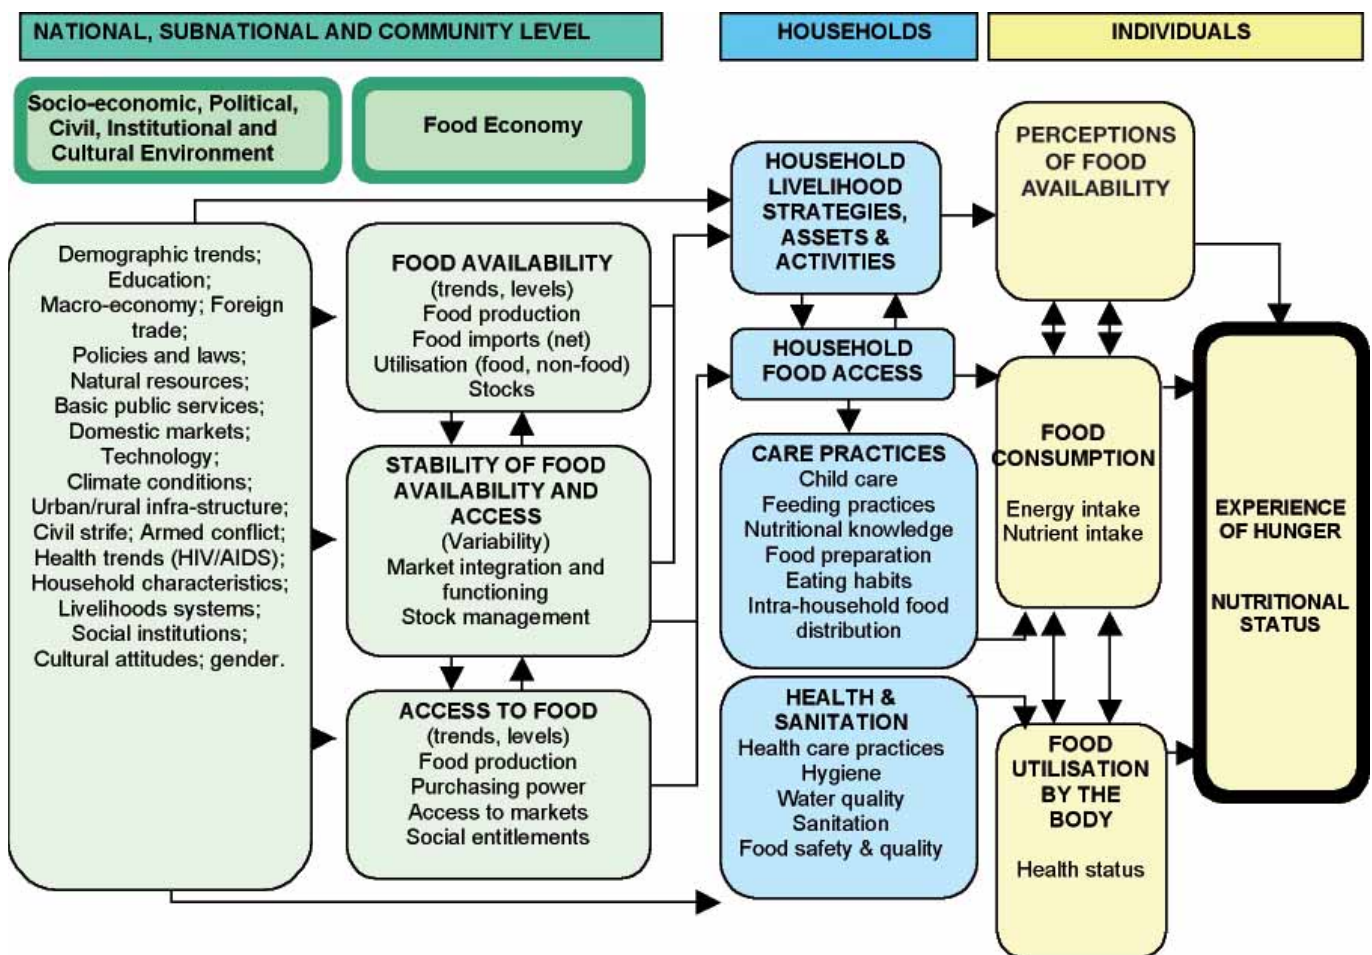 NATIONAL, SUBNATIONAL AND COMMUNITY LEVEL
HOUSEHOLDS
INDIVIDUALS
Socio-economic, Political,
Civil, Institutional and
Cultural Environment
Food Economy
Demographic trends;
Education;
Macro-economy; Foreign
trade;
Policies and laws;
Natural resources;
Basic public services;
Domestic markets;
Technology;
Climate conditions;
Urban/rural infra-structure;
Civil strife; Armed conflict;
Health trends (HIV/AIDS);
Household characteristics;
Livelihoods systems;
Social institutions;
Cultural attitudes; gender.
FOOD AVAILABILITY
(trends, levels)
Food production
Food imports (net)
Utilisation (food, non-food)
Stocks
STABILITY OF FOOD
AVAILABILITY AND
ACCESS
(Variability)
Market integration and
functioning
Stock management
ACCESS TO FOOD
(trends, levels)
Food production
Purchasing power
Access to markets
Social entitlements
HOUSEHOLD
LIVELIHOOD
STRATEGIES,
ASSETS &
ACTIVITIES
HOUSEHOLD
FOOD ACCESS
CARE PRACTICES
Child care
Feeding practices
Nutritional knowledge
Food preparation
Eating habits
Intra-household food
distribution
HEALTH &
SANITATION
Health care practices
Hygiene
Water quality
Sanitation
Food safety & quality
PERCEPTIONS
OF FOOD
AVAILABILITY
FOOD
CONSUMPTION
Energy intake
Nutrient intake
FOOD
UTILISATION
BY THE
BODY
Health status
EXPERIENCE
OF HUNGER
NUTRITIONAL
STATUS